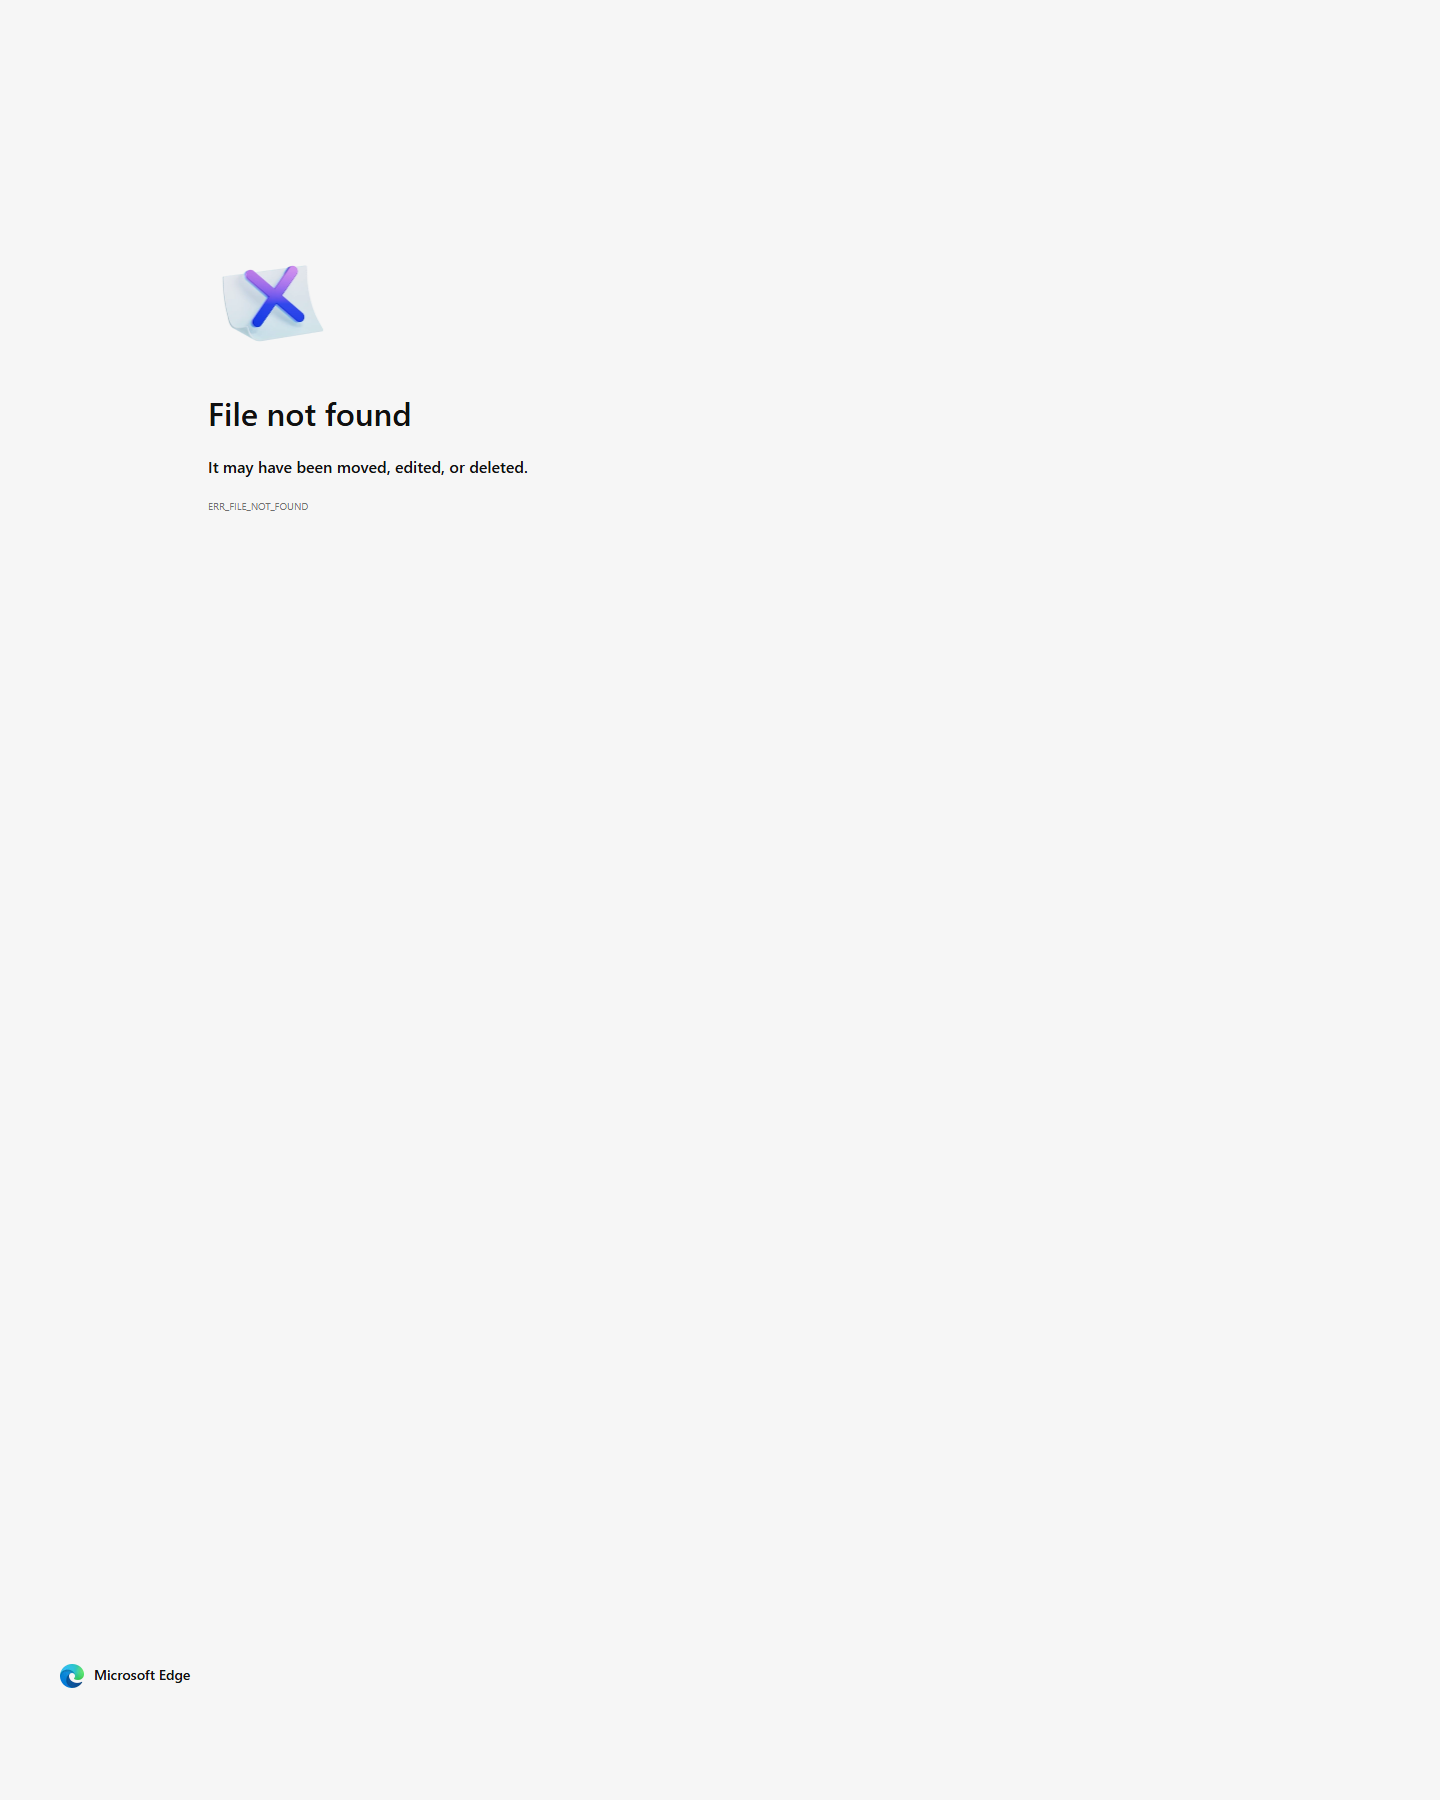 File not found
It may have been moved, edited, or deleted.
ERR_FILE_NOT_FOUND
Microsoft Edge